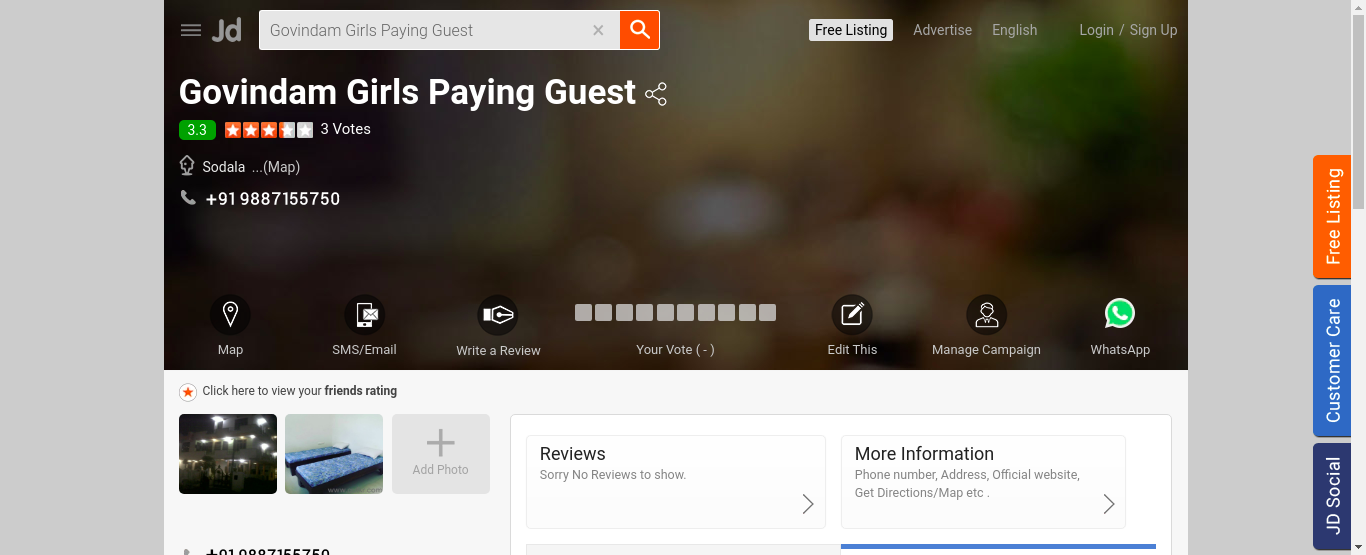 Jd
Govindam Girls Paying Guest
Free Listing
Advertise
English
Login / Sign Up
Govindam Girls Paying Guest
3.3
3 Votes
Sodala ...(Map)
+91 9887155750
Map
SMS/Email
Write a Review
Your Vote ( - )
Edit This
Manage Campaign
WhatsApp
Free Listing
Customer Care
JD Social
Click here to view your friends rating
Add Photo
Reviews
Sorry No Reviews to show.
More Information
Phone number, Address, Official website,
Get Directions/Map etc .
+91 9887155750